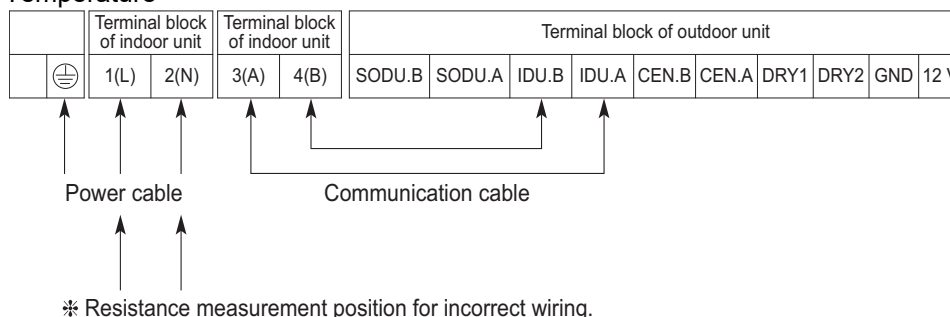 Temperature
Terminal block of indoor unit
Terminal block of indoor unit
Terminal block of outdoor unit
1(L) 2(N) 3(A) 4(B) SODU.B SODU.A IDU.B IDU.A CEN.B CEN.A DRY1 DRY2 GND 12 V
Power cable
Communication cable
❇ Resistance measurement position for incorrect wiring.